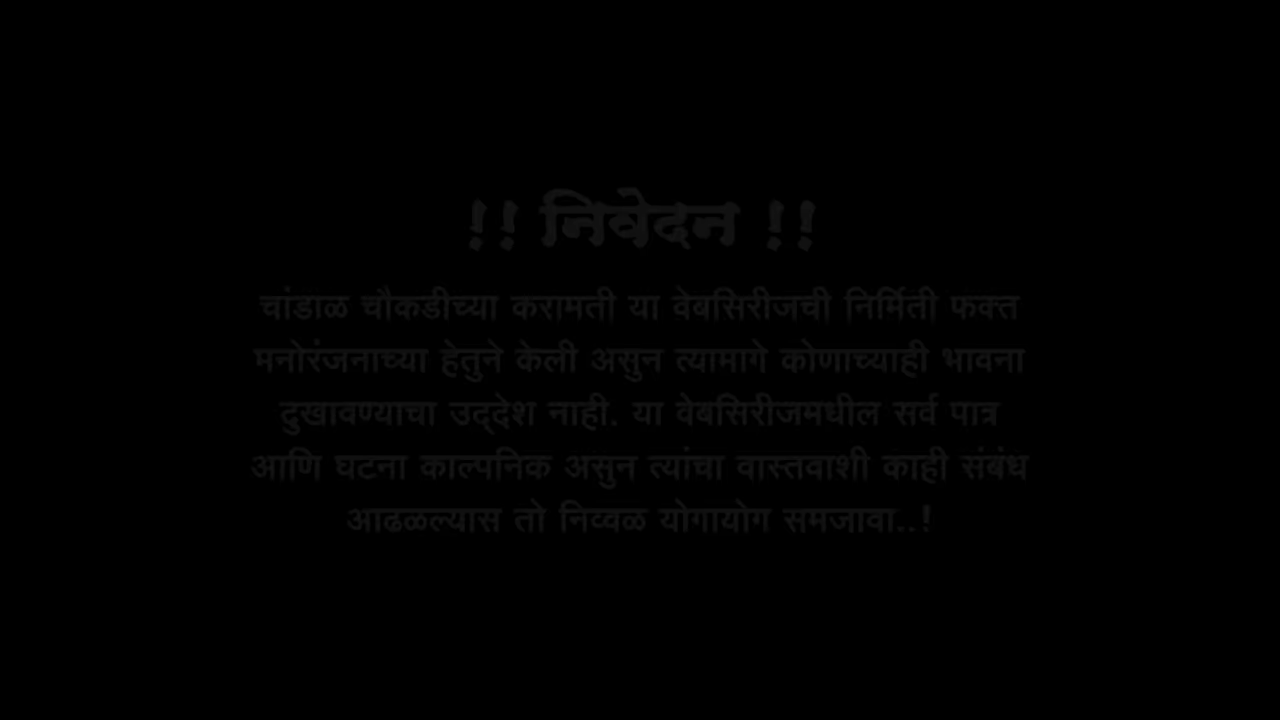 !! निवेदन !!
चांडाळ चौकडीच्या करामती या वेबसिरीजची निर्मिती फक्त
मनोरंजनाच्या हेतुने केली असुन त्यामागे कोणाच्याही भावना
दुखावण्याचा उद्देश नाही. या वेबसिरीजमधील सर्व पात्र
आणि घटना काल्पनिक असुन त्यांचा वास्तवाशी काही संबंध
आढळल्यास तो निव्वळ योगायोग समजावा..!